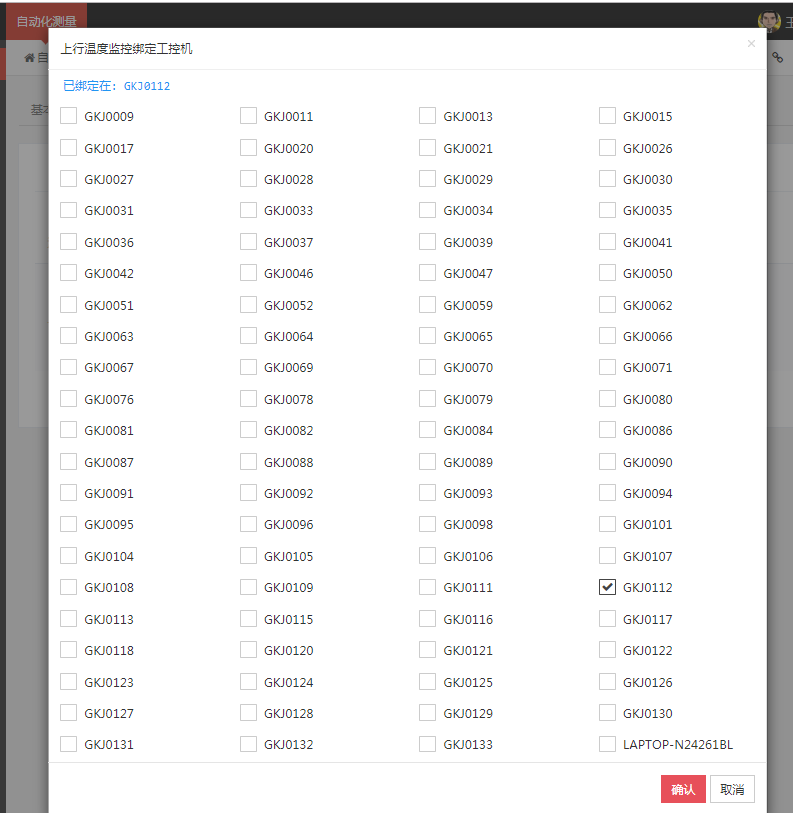 自动化测量
王
上行温度监控绑定工控机
×
自
已绑定在: GKJ0112
基本
GKJ0009 GKJ0011 GKJ0013 GKJ0015
GKJ0017 GKJ0020 GKJ0021 GKJ0026
GKJ0027 GKJ0028 GKJ0029 GKJ0030
GKJ0031 GKJ0033 GKJ0034 GKJ0035
GKJ0036 GKJ0037 GKJ0039 GKJ0041
GKJ0042 GKJ0046 GKJ0047 GKJ0050
GKJ0051 GKJ0052 GKJ0059 GKJ0062
GKJ0063 GKJ0064 GKJ0065 GKJ0066
GKJ0067 GKJ0069 GKJ0070 GKJ0071
GKJ0076 GKJ0078 GKJ0079 GKJ0080
GKJ0081 GKJ0082 GKJ0084 GKJ0086
GKJ0087 GKJ0088 GKJ0089 GKJ0090
GKJ0091 GKJ0092 GKJ0093 GKJ0094
GKJ0095 GKJ0096 GKJ0098 GKJ0101
GKJ0104 GKJ0105 GKJ0106 GKJ0107
GKJ0108 GKJ0109 GKJ0111 GKJ0112
GKJ0113 GKJ0115 GKJ0116 GKJ0117
GKJ0118 GKJ0120 GKJ0121 GKJ0122
GKJ0123 GKJ0124 GKJ0125 GKJ0126
GKJ0127 GKJ0128 GKJ0129 GKJ0130
GKJ0131 GKJ0132 GKJ0133 LAPTOP-N24261BL
确认 取消